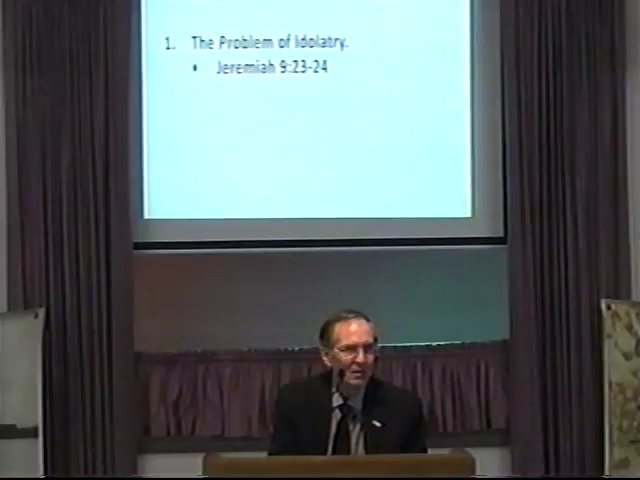 1. The Problem of Idolatry.
• Jeremiah 9:23-24